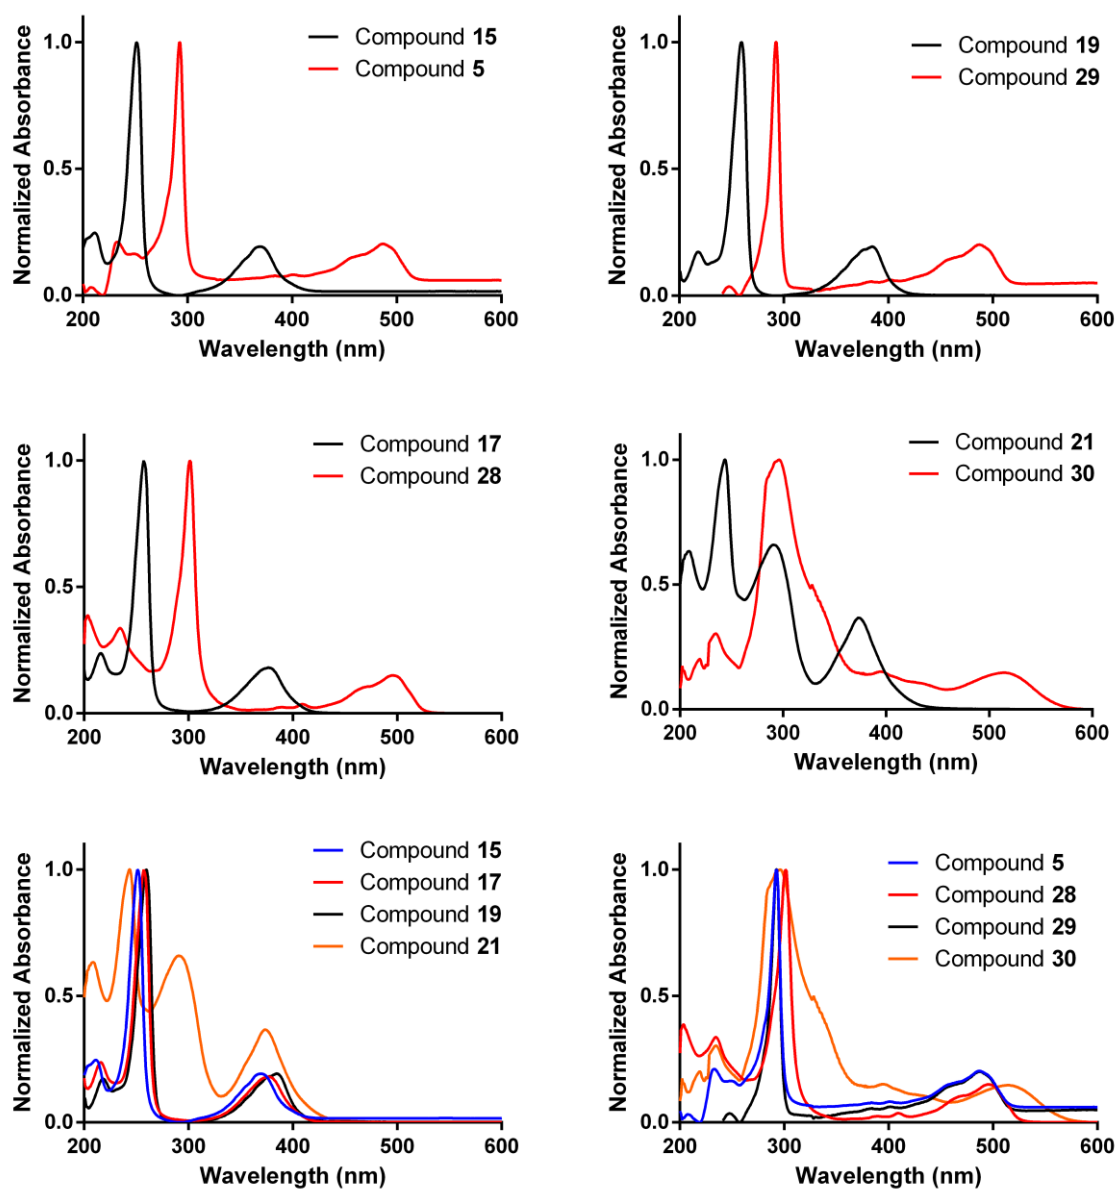 Compound 15
Compound 5
Normalized Absorbance
1.0
0.5
0.0
200 300 400 500 600
Wavelength (nm)
Compound 19
Compound 29
Normalized Absorbance
1.0
0.5
0.0
200 300 400 500 600
Wavelength (nm)
Compound 17
Compound 28
Normalized Absorbance
1.0
0.5
0.0
200 300 400 500 600
Wavelength (nm)
Compound 21
Compound 30
Normalized Absorbance
1.0
0.5
0.0
200 300 400 500 600
Wavelength (nm)
Compound 15
Compound 17
Compound 19
Compound 21
Normalized Absorbance
1.0
0.5
0.0
200 300 400 500 600
Wavelength (nm)
Compound 5
Compound 28
Compound 29
Compound 30
Normalized Absorbance
1.0
0.5
0.0
200 300 400 500 600
Wavelength (nm)